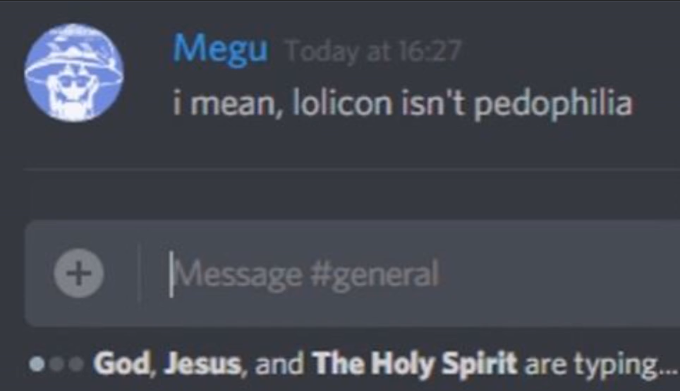 Megu Today at 16:27
i mean, lolicon isn't pedophilia
Message #general
God, Jesus, and The Holy Spirit are typing...